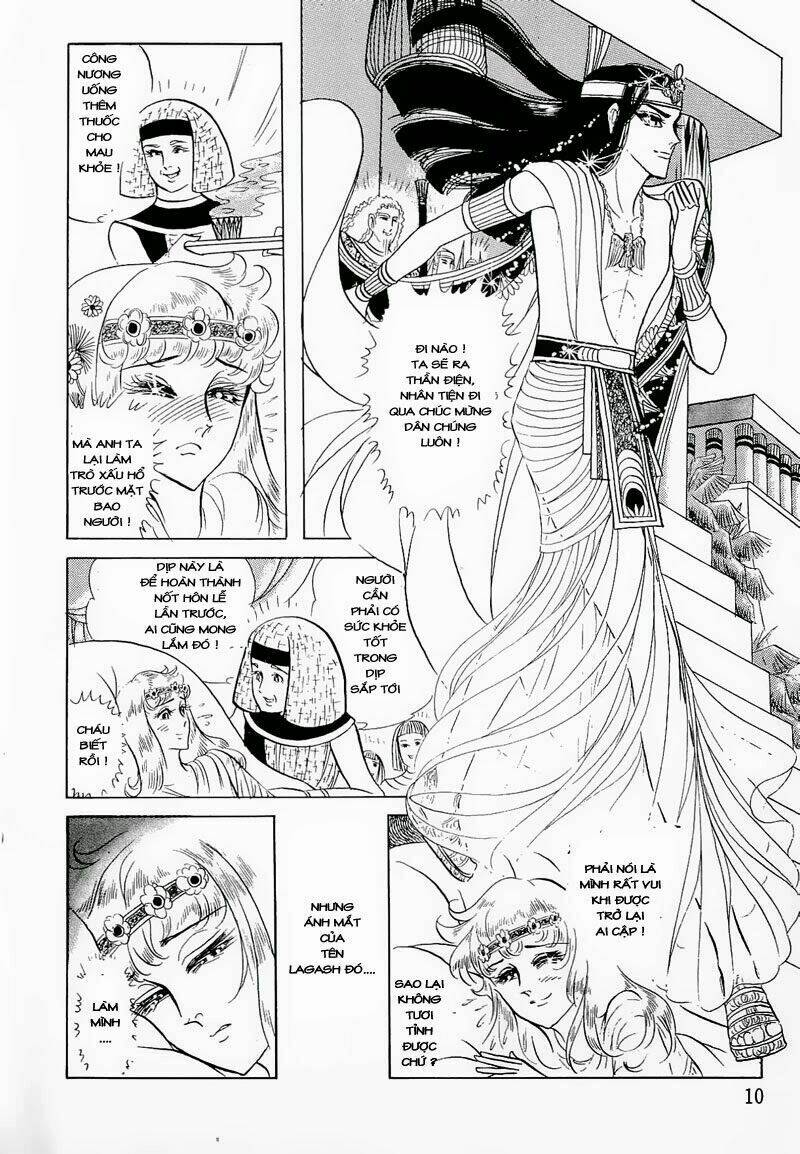 CÔNG
NƯƠNG
UỐNG
THÊM
THUỐC
CHO
MAU
KHỎE !
ĐI NÀO !
TA SẼ RA
THẦN ĐIỆN,
NHÂN TIỆN ĐI
QUA CHÚC MỪNG
DÂN CHÚNG
LUÔN !
MÀ ANH TA
LẠI LÀM
TRÒ XẤU HỔ
TRƯỚC MẶT
BAO
NGƯỜI !
DỊP NÀY LÀ
ĐỂ HOÀN THÁNH
NỐT HÔN LỄ
LẦN TRƯỚC,
AI CŨNG MONG
LẮM ĐÓ !
NGƯỜI
CẦN
PHẢI CÓ
SỨC KHỎE
TỐT
TRONG
DỊP
SẮP TỚI
CHÁU
BIẾT
RỒI !
PHẢI NÓI LÀ
MÌNH RẤT VUI
KHI ĐƯỢC
TRỞ LẠI
AI CẬP !
SAO LẠI
KHÔNG
TƯƠI
TỈNH
ĐƯỢC
CHỨ ?
NHƯNG
ÁNH MẮT
CỦA
TÊN
LAGASH ĐÓ....
LÀM
MÌNH
....
10